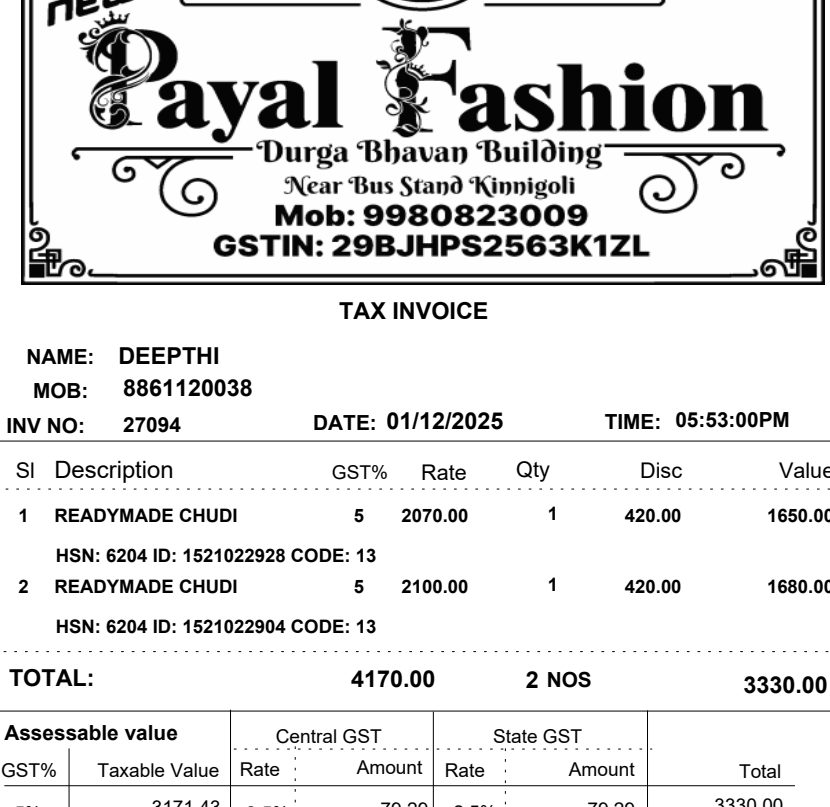 new
Payal Fashion
Durga Bhavan Building
Near Bus Stand Kinnigoli
Mob: 9980823009
GSTIN: 29BJHPS2563K1ZL
TAX INVOICE
NAME: DEEPTHI
MOB: 8861120038
INV NO: 27094 DATE: 01/12/2025 TIME: 05:53:00PM
Sl Description GST% Rate Qty Disc Value
1 READYMADE CHUDI 5 2070.00 1 420.00 1650.00
HSN: 6204 ID: 1521022928 CODE: 13
2 READYMADE CHUDI 5 2100.00 1 420.00 1680.00
HSN: 6204 ID: 1521022904 CODE: 13
TOTAL: 4170.00 2 NOS 3330.00
Assessable value Central GST State GST
GST% Taxable Value Rate Amount Rate Amount Total
3171.43 79.29 79.29 3330.00